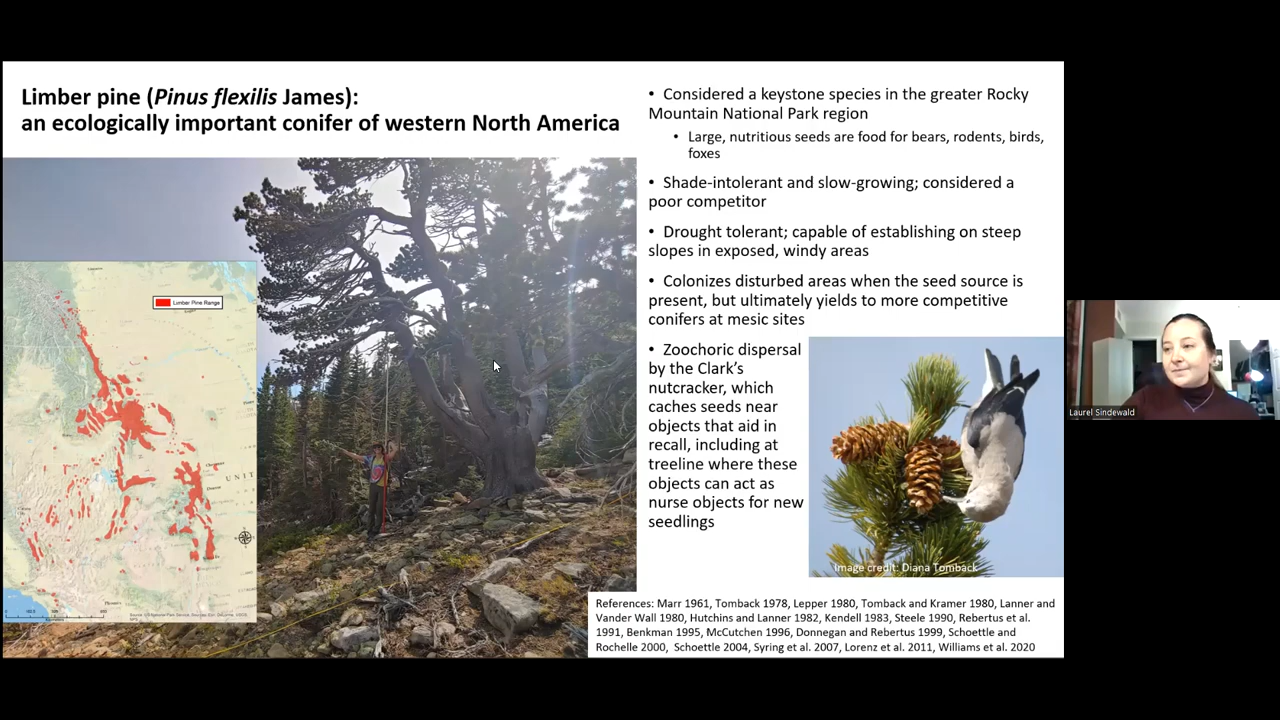 Limber pine (Pinus flexilis James):
an ecologically important conifer of western North America
Limber Pine Range
• Considered a keystone species in the greater Rocky
Mountain National Park region
• Large, nutritious seeds are food for bears, rodents, birds,
foxes
• Shade-intolerant and slow-growing; considered a
poor competitor
• Drought tolerant; capable of establishing on steep
slopes in exposed, windy areas
• Colonizes disturbed areas when the seed source is
present, but ultimately yields to more competitive
conifers at mesic sites
• Zoochoric dispersal
by the Clark’s
nutcracker, which
caches seeds near
objects that aid in
recall, including at
treeline where these
objects can act as
nurse objects for new
seedlings
Image credit: Diana Tomback
References: Marr 1961, Tomback 1978, Lepper 1980, Tomback and Kramer 1980, Lanner and
Vander Wall 1980, Hutchins and Lanner 1982, Kendell 1983, Steele 1990, Rebertus et al.
1991, Benkman 1995, McCutchen 1996, Donnegan and Rebertus 1999, Schoettle and
Rochelle 2000, Schoettle 2004, Syring et al. 2007, Lorenz et al. 2011, Williams et al. 2020
Laurel Sindewald